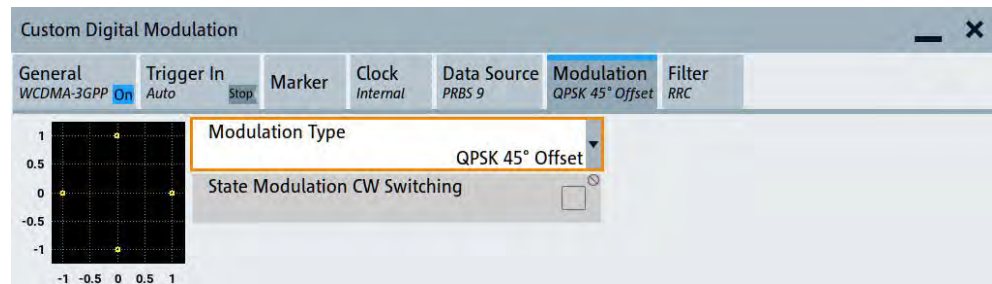 Custom Digital Modulation
General Trigger In Marker Clock Data Source Modulation Filter
WCDMA-3GPP On Auto Stop Internal PRBS 9 QPSK 45° Offset RRC
Modulation Type
QPSK 45° Offset
State Modulation CW Switching
1
0.5
0
-0.5
-1
-1 -0.5 0 0.5 1